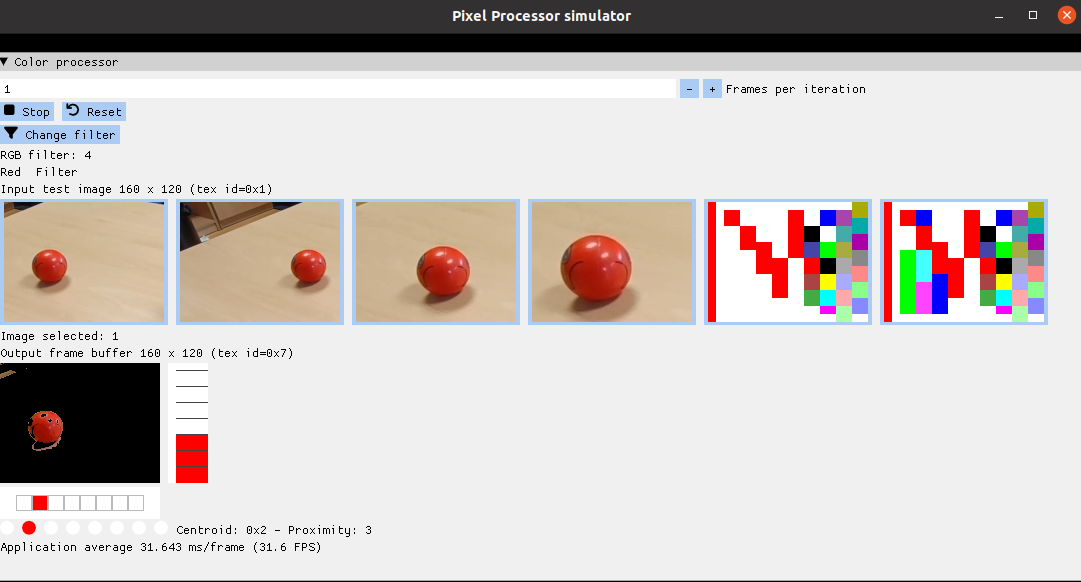 Pixel Processor simulator
Color processor
1 - + Frames per iteration
Stop Reset
Change filter
RGB filter: 4
Red Filter
Input test image 160 x 120 (tex id=0x1)
Image selected: 1
Output frame buffer 160 x 120 (tex id=0x7)
Centroid: 0x2 - Proximity: 3
Application average 31.643 ms/frame (31.6 FPS)